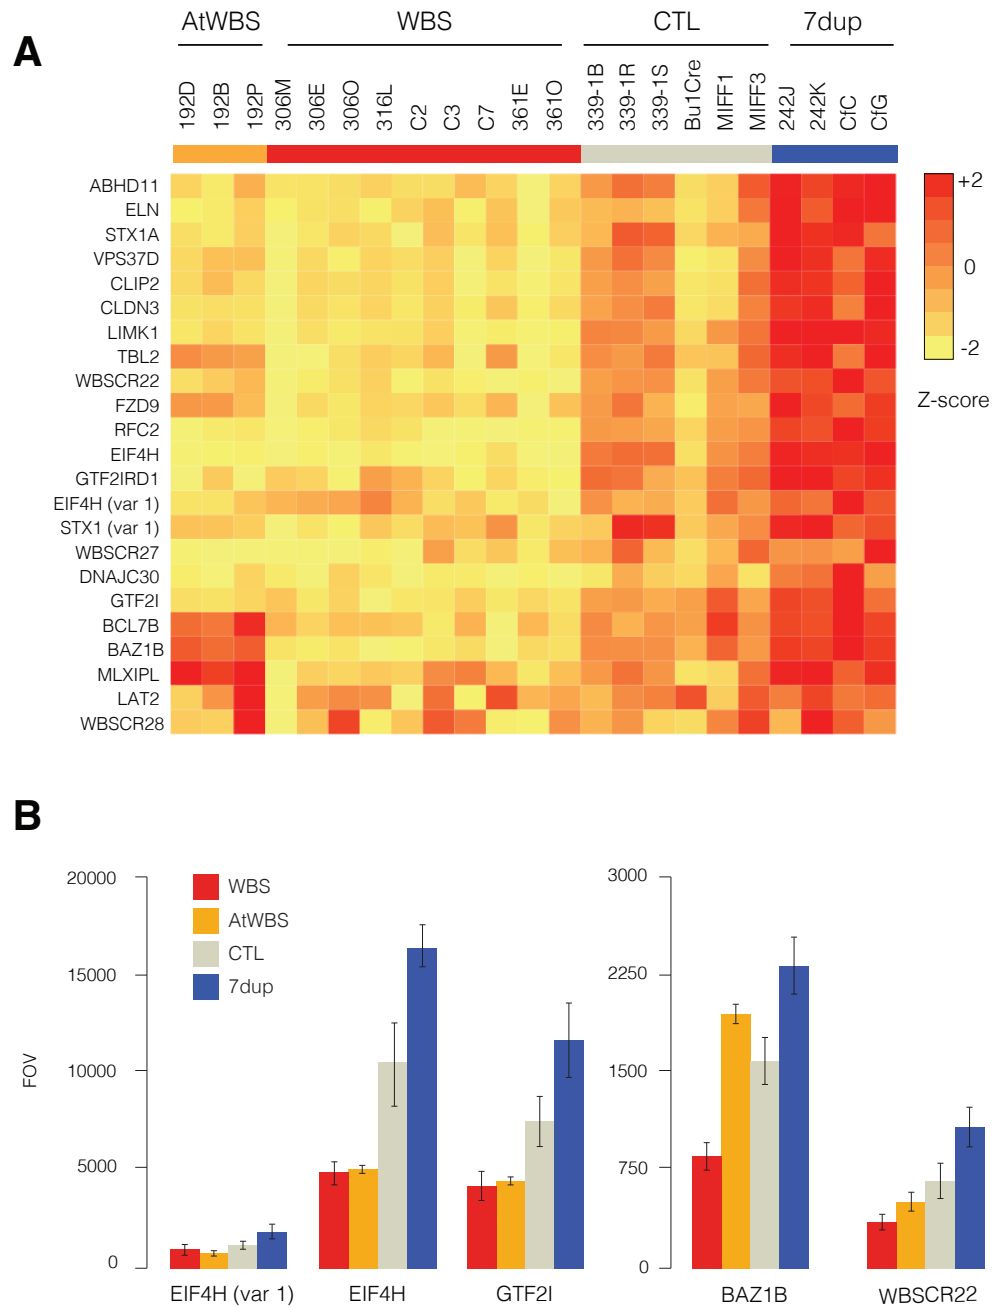 A
AtWBS WBS CTL 7dup
192D 192B 192P 306M 306E 306O 316L C2 C3 C7 361E 361O 339-1B 339-1R 339-1S Bu1Cre MIFF1 MIFF3 242J 242K CfC CfG
ABHD11
ELN
STX1A
VPS37D
CLIP2
CLDN3
LIMK1
TBL2
WBSCR22
FZD9
RFC2
EIF4H
GTF2IRD1
EIF4H (var 1)
STX1 (var 1)
WBSCR27
DNAJC30
GTF2I
BCL7B
BAZ1B
MLXIPL
LAT2
WBSCR28
+2
0
-2
Z-score
B
FOV
20000
15000
10000
5000
0
WBS
AtWBS
CTL
7dup
EIF4H (var 1) EIF4H GTF2I
3000
2250
1500
750
0
BAZ1B WBSCR22